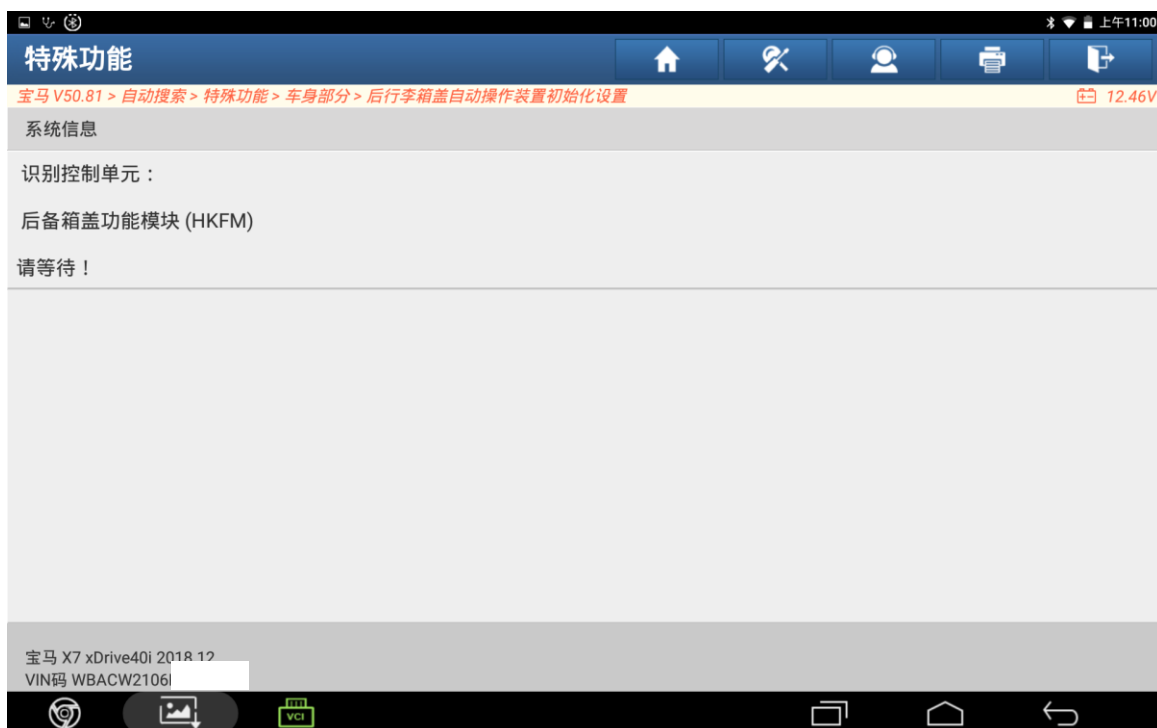 上午11:00
特殊功能
宝马 V50.81 > 自动搜索 > 特殊功能 > 车身部分 > 后行李箱盖自动操作装置初始化设置
12.46V
系统信息
识别控制单元：
后备箱盖功能模块 (HKFM)
请等待！
宝马 X7 xDrive40i 2018.12
VIN码 WBACW2106
VCI